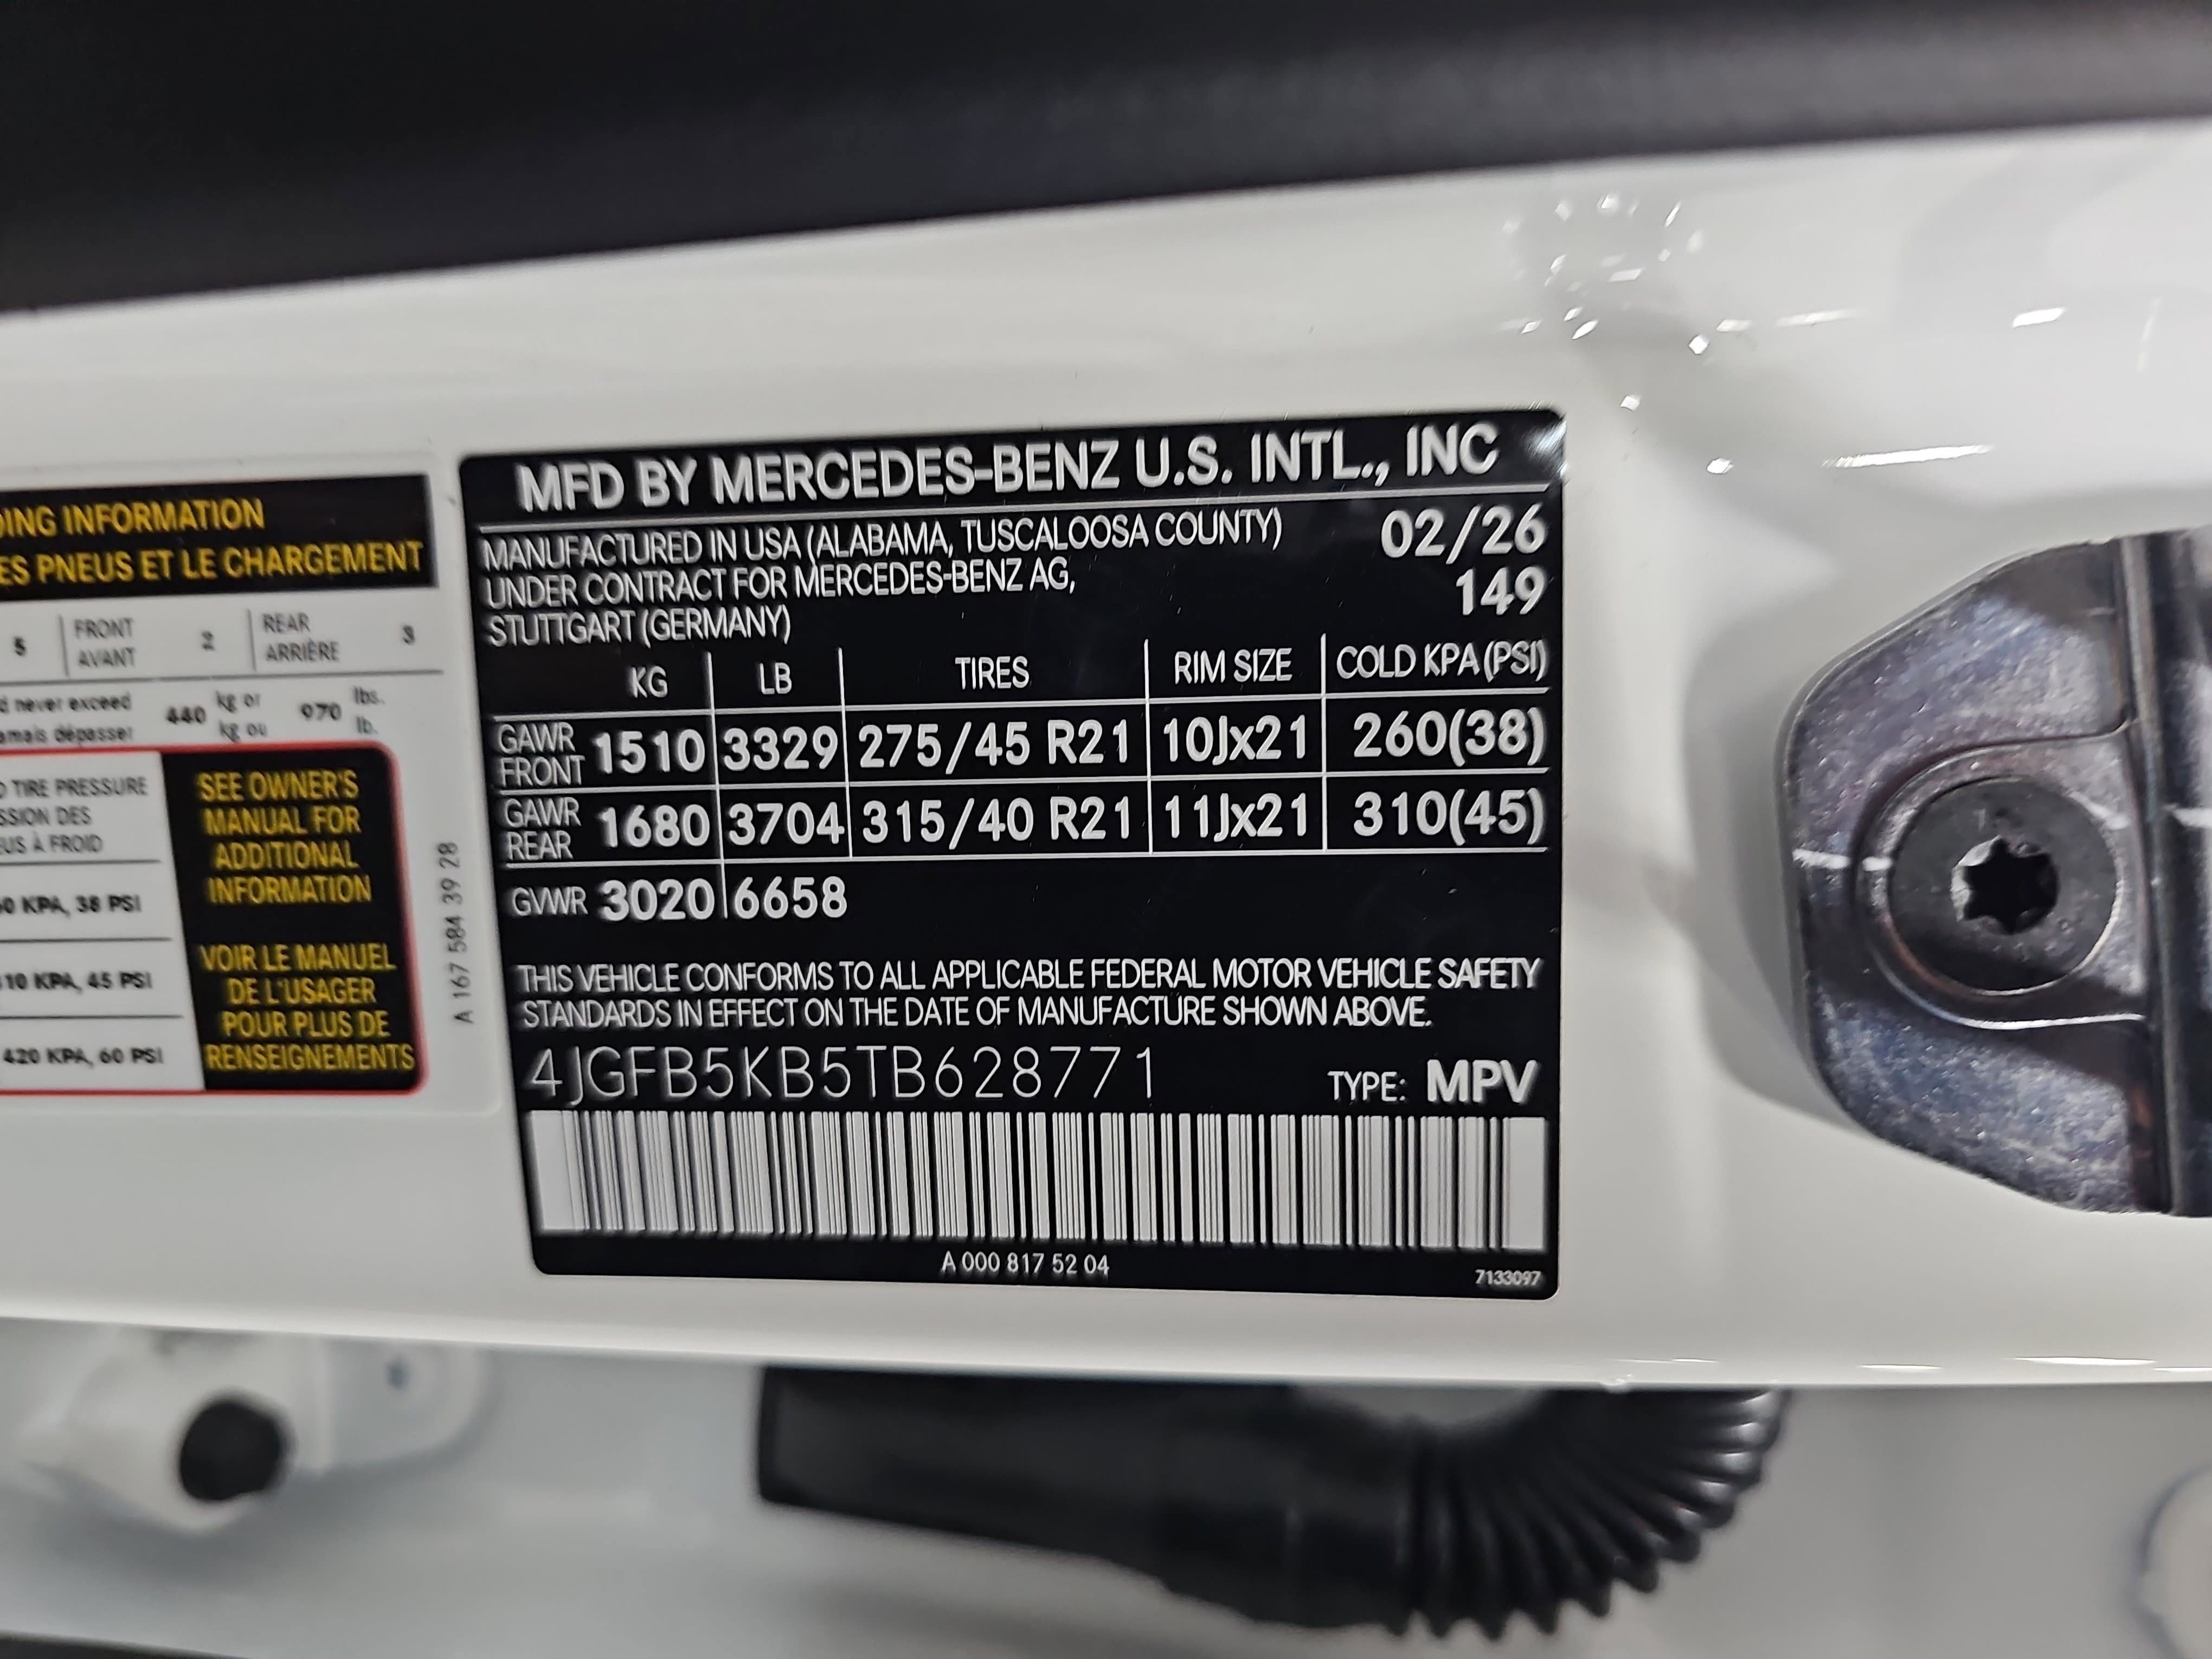 DING INFORMATION
ES PNEUS ET LE CHARGEMENT
5 FRONT 2 REAR 3
AVANT ARRIÈRE
never exceed 440 kg or 970 lbs.
amais dépasser kg ou lb.
TIRE PRESSURE
SSION DES
US À FROID
0 KPA, 38 PSI
10 KPA, 45 PSI
420 KPA, 60 PSI
SEE OWNER'S
MANUAL FOR
ADDITIONAL
INFORMATION
VOIR LE MANUEL
DE L'USAGER
POUR PLUS DE
RENSEIGNEMENTS
A 167 584 39 28
MFD BY MERCEDES-BENZ U.S. INTL., INC
MANUFACTURED IN USA (ALABAMA, TUSCALOOSA COUNTY) 02/26
UNDER CONTRACT FOR MERCEDES-BENZ AG, 149
STUTTGART (GERMANY)
KG LB TIRES RIM SIZE COLD KPA(PSI)
GAWR FRONT 1510 3329 275/45 R21 10Jx21 260(38)
GAWR REAR 1680 3704 315/40 R21 11Jx21 310(45)
GVWR 3020 6658
THIS VEHICLE CONFORMS TO ALL APPLICABLE FEDERAL MOTOR VEHICLE SAFETY
STANDARDS IN EFFECT ON THE DATE OF MANUFACTURE SHOWN ABOVE.
4JGFB5KB5TB628771 TYPE: MPV
A 000 817 52 04
7133097